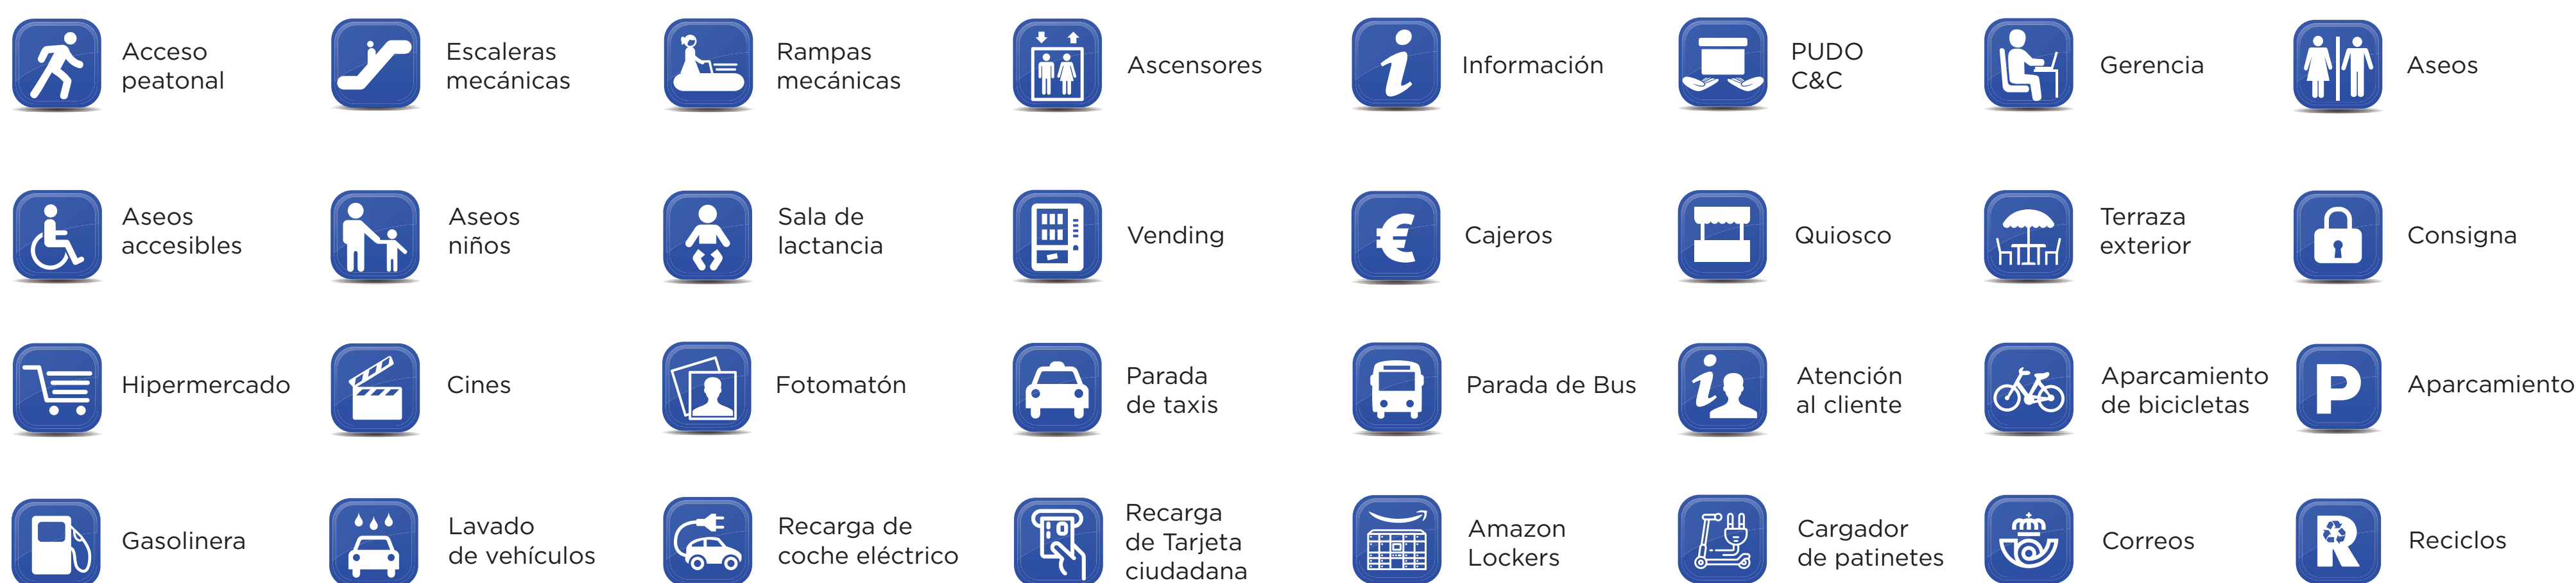 Acceso
peatonal
Escaleras
mecánicas
Rampas
mecánicas
Ascensores
Información
PUDO
C&C
Gerencia
Aseos
Aseos
accesibles
Aseos
niños
Sala de
lactancia
Vending
€
Cajeros
Quiosco
Terraza
exterior
Consigna
Hipermercado
Cines
Fotomatón
Parada
de taxis
Parada de Bus
Atención
al cliente
Aparcamiento
de bicicletas
P
Aparcamiento
Gasolinera
Lavado
de vehículos
Recarga de
coche eléctrico
Recarga
de Tarjeta
ciudadana
Amazon
Lockers
Cargador
de patinetes
Correos
R
Reciclos